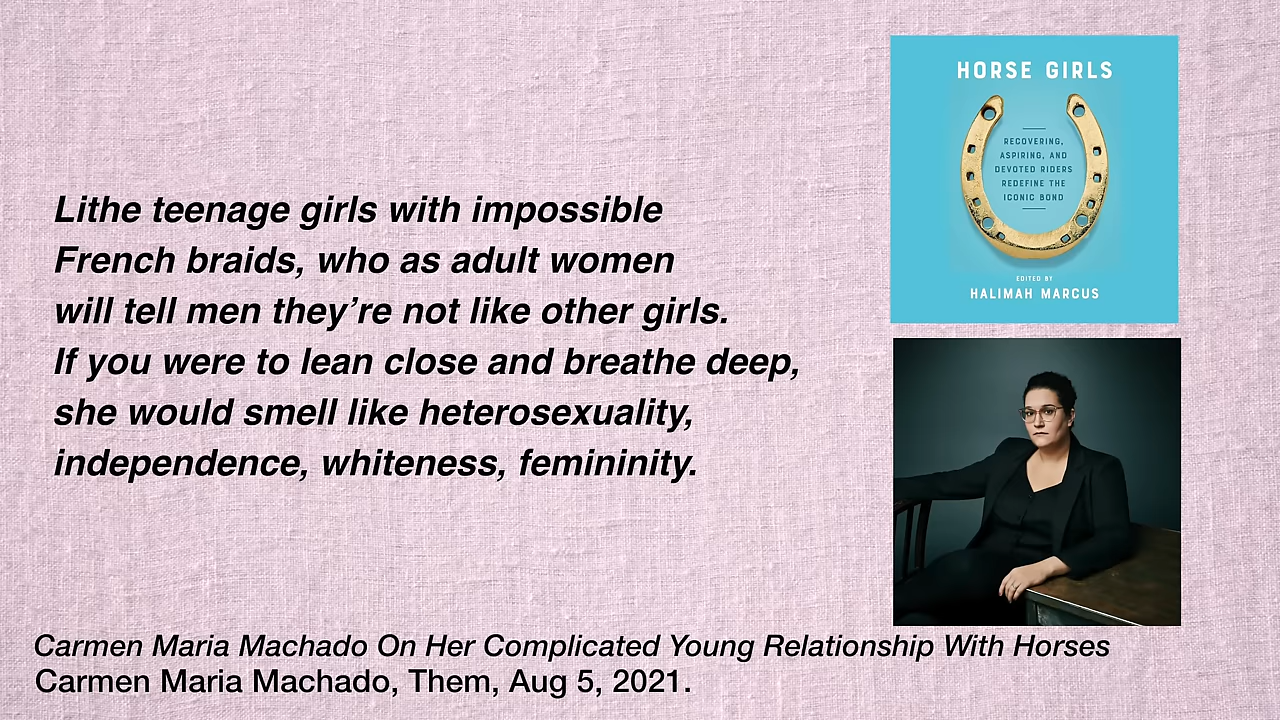 Lithe teenage girls with impossible
French braids, who as adult women
will tell men they’re not like other girls.
If you were to lean close and breathe deep,
she would smell like heterosexuality,
independence, whiteness, femininity.
HORSE GIRLS
RECOVERING,
ASPIRING, AND
DEVOTED RIDERS
REDEFINE THE
ICONIC BOND
EDITED BY
HALIMAH MARCUS
Carmen Maria Machado On Her Complicated Young Relationship With Horses
Carmen Maria Machado, Them, Aug 5, 2021.